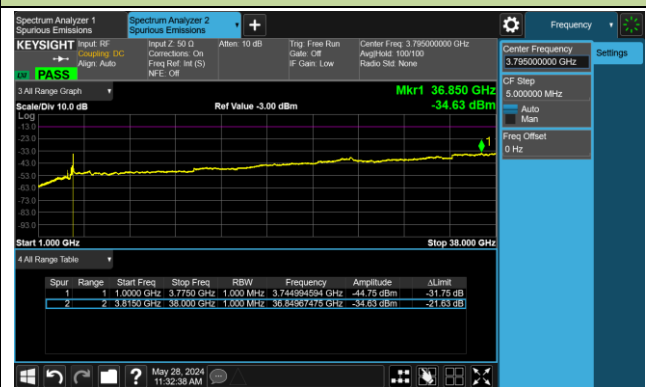 Spectrum Analyzer 1
Spurious Emissions
Spectrum Analyzer 2
Spurious Emissions
Frequency
KEYSIGHT
Input: RF
Coupling: DC
Align: Auto
Input Z: 50 Ω
Corrections: On
Freq Ref: Int (S)
NFE: Off
Atten: 10 dB
Trig: Free Run
Gate: Off
IF Gain: Low
Center Freq: 3.795000000 GHz
Avg|Hold: 100/100
Radio Std: None
PASS
3 All Range Graph
Mkr1 36.850 GHz
Scale/Div 10.0 dB
Ref Value -3.00 dBm
-34.63 dBm
Log
-13.0
-23.0
-33.0
-43.0
-53.0
-63.0
-73.0
-83.0
-93.0
1
Start 1.000 GHz
Stop 38.000 GHz
4 All Range Table
Spur Range Start Freq Stop Freq RBW Frequency Amplitude ΔLimit
1 1 1.0000 GHz 3.7750 GHz 1.000 MHz 3.744994594 GHz -44.75 dBm -31.75 dB
2 2 3.8150 GHz 38.000 GHz 1.000 MHz 36.84967475 GHz -34.63 dBm -21.63 dB
Center Frequency
3.795000000 GHz
Settings
CF Step
5.000000 MHz
Auto
Man
Freq Offset
0 Hz
?
May 28, 2024
11:32:38 AM